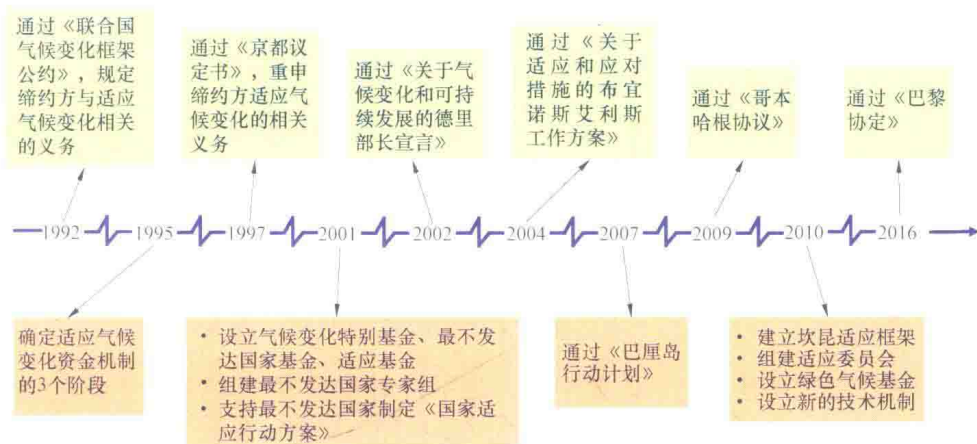 通过《联合国
气候变化框架
公约》，规定
缔约方与适应
气候变化相关
的义务
通过《京都议
定书》，重申
缔约方适应气
候变化的相关
义务
通过《关于气
候变化和可持
续发展的德里
部长宣言》
通过《关于
适应和应对
措施的布宜
诺斯艾利斯
工作方案》
通过《哥本
哈根协议》
通过《巴黎
协定》
1992 1995 1997 2001 2002 2004 2007 2009 2010 2016
确定适应气候
变化资金机制
的3个阶段
• 设立气候变化特别基金、最不发
达国家基金、适应基金
• 组建最不发达国家专家组
• 支持最不发达国家制定《国家适
应行动方案》
通过《巴厘岛
行动计划》
• 建立坎昆适应框架
• 组建适应委员会
• 设立绿色气候基金
• 设立新的技术机制